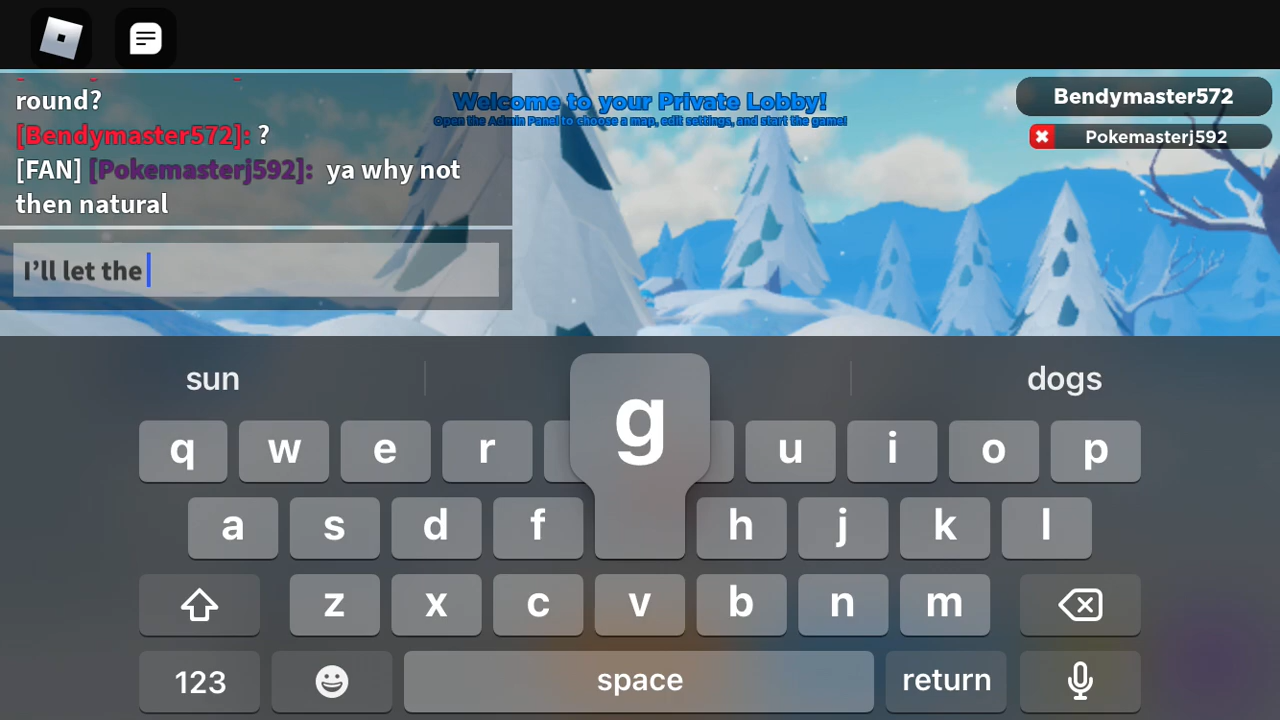 Welcome to your Private Lobby!
Open the Admin Panel to choose a map, edit settings, and start the game!
Bendymaster572
Pokemasterj592
round?
[Bendymaster572]: ?
[FAN] [Pokemasterj592]: ya why not
then natural
I’ll let the
sun
dogs
g
q w e r u i o p
a s d f h j k l
z x c v b n m
123
space
return